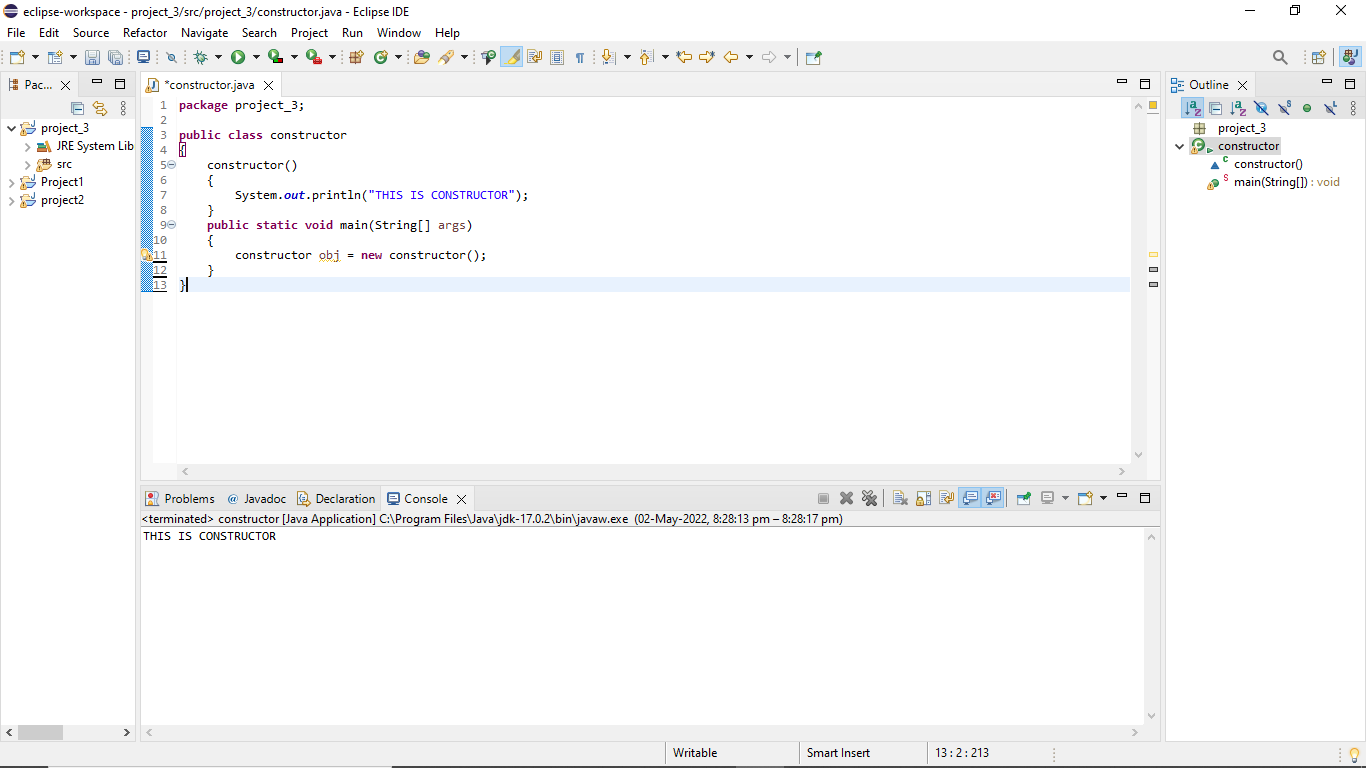 eclipse-workspace - project_3/src/project_3/constructor.java - Eclipse IDE
File Edit Source Refactor Navigate Search Project Run Window Help
Pac...
project_3
JRE System Lib
src
Project1
project2
*constructor.java
1 package project_3;
2
3 public class constructor
4 {
5 constructor()
6 {
7 System.out.println("THIS IS CONSTRUCTOR");
8 }
9 public static void main(String[] args)
10 {
11 constructor obj = new constructor();
12 }
13 }
Outline
project_3
constructor
constructor()
main(String[]) : void
Problems @ Javadoc Declaration Console
<terminated> constructor [Java Application] C:\Program Files\Java\jdk-17.0.2\bin\javaw.exe (02-May-2022, 8:28:13 pm – 8:28:17 pm)
THIS IS CONSTRUCTOR
Writable Smart Insert 13 : 2 : 213